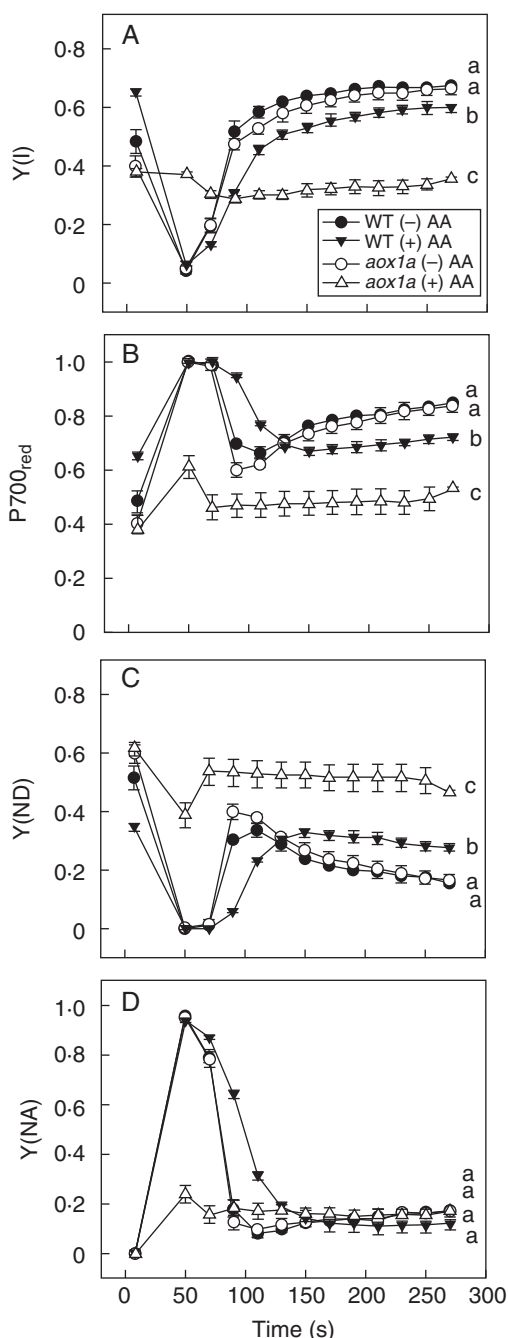 A
0·8
0·6
0·4
0·2
0
Y(I)
a
a
b
c
WT (–) AA
WT (+) AA
aox1a (–) AA
aox1a (+) AA
B
1·0
0·8
0·6
0·4
0·2
0
P700red
a
a
b
c
C
0·8
0·6
0·4
0·2
0
Y(ND)
c
b
a
a
D
1·0
0·8
0·6
0·4
0·2
0
Y(NA)
a
a
a
a
0 50 100 150 200 250 300
Time (s)